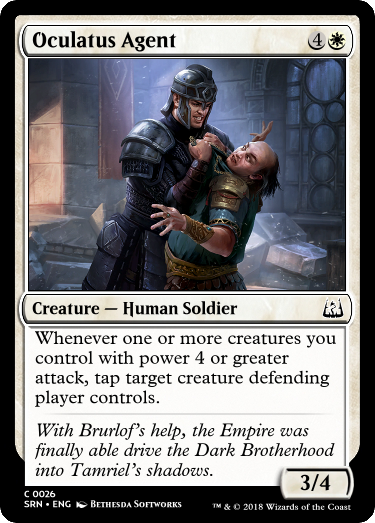 Oculatus Agent 4
Creature — Human Soldier
Whenever one or more creatures you
control with power 4 or greater
attack, tap target creature defending
player controls.
With Brurlof's help, the Empire was
finally able drive the Dark Brotherhood
into Tamriel's shadows.
3/4
C 0026
SRN • ENG Bethesda Softworks
™ & © 2018 Wizards of the Coast